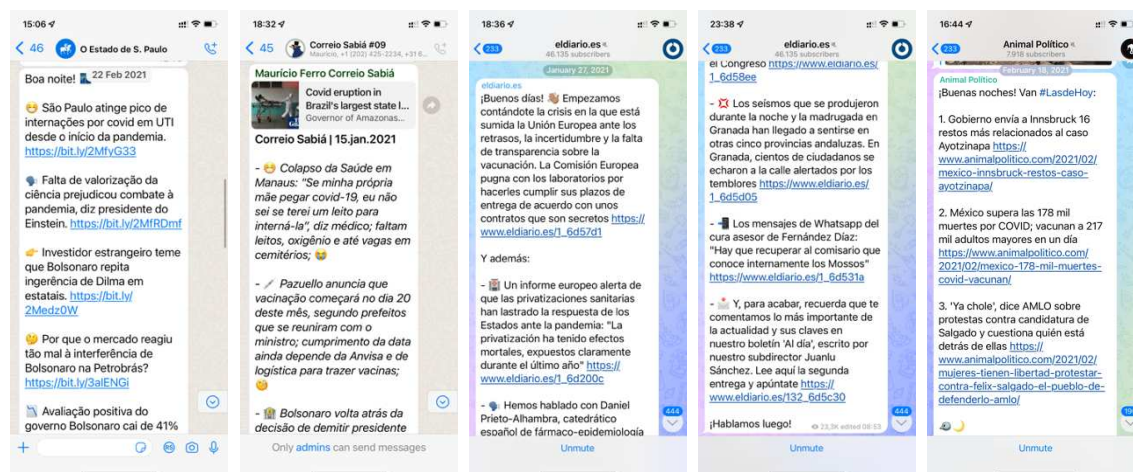 15:06
46 O Estado de S. Paulo
22 Feb 2021
Boa noite!
São Paulo atinge pico de
internações por covid em UTI
desde o início da pandemia.
https://bit.ly/2MfyG33
Falta de valorização da
ciência prejudicou combate à
pandemia, diz presidente do
Einstein. https://bit.ly/2MfRDmf
Investidor estrangeiro teme
que Bolsonaro repita
ingerência de Dilma em
estatais. https://bit.ly/
2Medz0W
Por que o mercado reagiu
tão mal à interferência de
Bolsonaro na Petrobrás?
https://bit.ly/3alENGi
Avaliação positiva do
governo Bolsonaro cai de 41%
18:32
45 Correio Sabiá #09
Maurício, +1 (202) 425-2234, +31 6...
Maurício Ferro Correio Sabiá
Covid eruption in
Brazil's largest state l...
Governor of Amazonas...
Correio Sabiá | 15.jan.2021
- Colapso da Saúde em
Manaus: "Se minha própria
mãe pegar covid-19, eu não
sei se terei um leito para
interná-la", diz médico; faltam
leitos, oxigênio e até vagas em
cemitérios;
- Pazuello anuncia que
vacinação começará no dia 20
deste mês, segundo prefeitos
que se reuniram com o
ministro; cumprimento da data
ainda depende da Anvisa e de
logística para trazer vacinas;
- Bolsonaro volta atrás da
decisão de demitir presidente
Only admins can send messages
18:36
233 eldiario.es
46.135 subscribers
January 27, 2021
eldiario.es
¡Buenos días! Empezamos
contándote la crisis en la que está
sumida la Unión Europea ante los
retrasos, la incertidumbre y la falta
de transparencia sobre la
vacunación. La Comisión Europea
pugna con los laboratorios por
hacerles cumplir sus plazos de
entrega de acuerdo con unos
contratos que son secretos https://
www.eldiario.es/1_6d57d1
Y además:
- Un informe europeo alerta de
que las privatizaciones sanitarias
han lastrado la respuesta de los
Estados ante la pandemia: "La
privatización ha tenido efectos
mortales, expuestos claramente
durante el último año" https://
www.eldiario.es/1_6d200c
- Hemos hablado con Daniel
Prieto-Alhambra, catedrático
español de fármaco-epidemiología
444
Unmute
23:38
233 eldiario.es
46.135 subscribers
el Congreso https://www.eldiario.es/
1_6d58ee
- Los seísmos que se produjeron
durante la noche y la madrugada en
Granada han llegado a sentirse en
otras cinco provincias andaluzas. En
Granada, cientos de ciudadanos se
echaron a la calle alertados por los
temblores https://www.eldiario.es/
1_6d5d05
- Los mensajes de Whatsapp del
cura asesor de Fernández Díaz:
"Hay que recuperar al comisario que
conoce internamente los Mossos"
https://www.eldiario.es/1_6d531a
- Y, para acabar, recuerda que te
comentamos lo más importante de
la actualidad y sus claves en
nuestro boletín 'Al día', escrito por
nuestro subdirector Juanlu
Sánchez. Lee aquí la segunda
entrega y apúntate https://
www.eldiario.es/132_6d5c30
¡Hablamos luego!
23,3K edited 08:53
444
Unmute
16:44
233 Animal Político
7.918 subscribers
February 18, 2021
Animal Político
¡Buenas noches! Van #LasdeHoy:
1. Gobierno envía a Innsbruck 16
restos más relacionados al caso
Ayotzinapa https://
www.animalpolitico.com/2021/02/
mexico-innsbruck-restos-caso-
ayotzinapa/
2. México supera las 178 mil
muertes por COVID; vacunan a 217
mil adultos mayores en un día
https://www.animalpolitico.com/
2021/02/mexico-178-mil-muertes-
covid-vacunan/
3. 'Ya chole', dice AMLO sobre
protestas contra candidatura de
Salgado y cuestiona quién está
detrás de ellas https://
www.animalpolitico.com/2021/02/
mujeres-tienen-libertad-protestar-
contra-felix-salgado-el-pueblo-de-
defenderlo-amlo/
Unmute